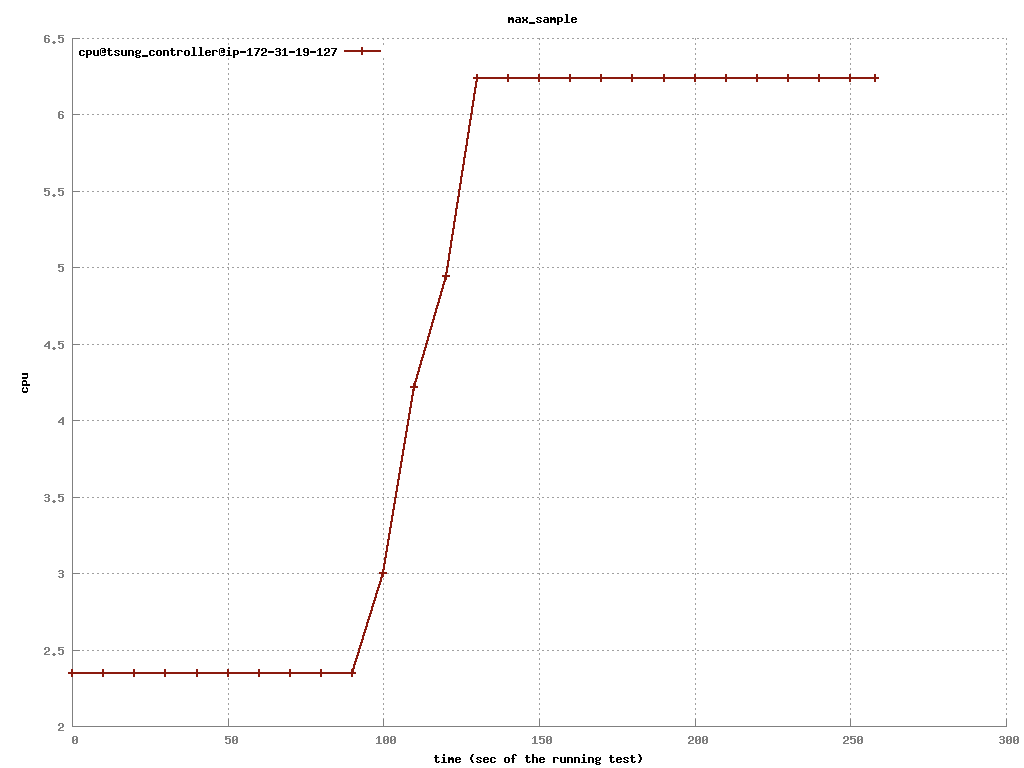 max_sample
6.5
cpu@tsung_controller@ip-172-31-19-127
6
5.5
5
4.5
cpu
4
3.5
3
2.5
2
0 50 100 150 200 250 300
time (sec of the running test)